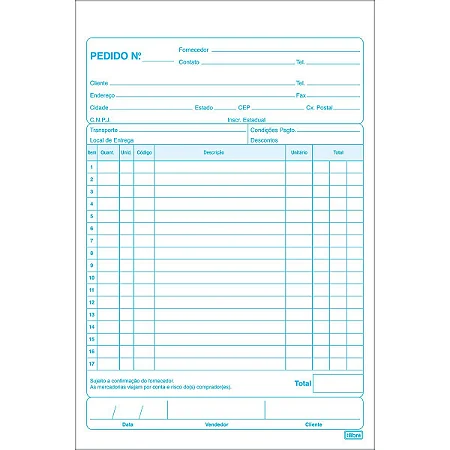 PEDIDO Nº
Fornecedor
Contato Tel.
Cliente Tel.
Endereço Fax
Cidade Estado CEP Cx. Postal
C.N.P.J. Inscr. Estadual
Transporte Condições Pagto.
Local de Entrega Descontos
Item Quant. Unid. Código Descrição Unitário Total
1
2
3
4
5
6
7
8
9
10
11
12
13
14
15
16
17
Sujeito a confirmação do fornecedor.
As mercadorias viajam por conta e risco do(s) comprador(es).
Total
/ /
Data Vendedor Cliente
tilibra